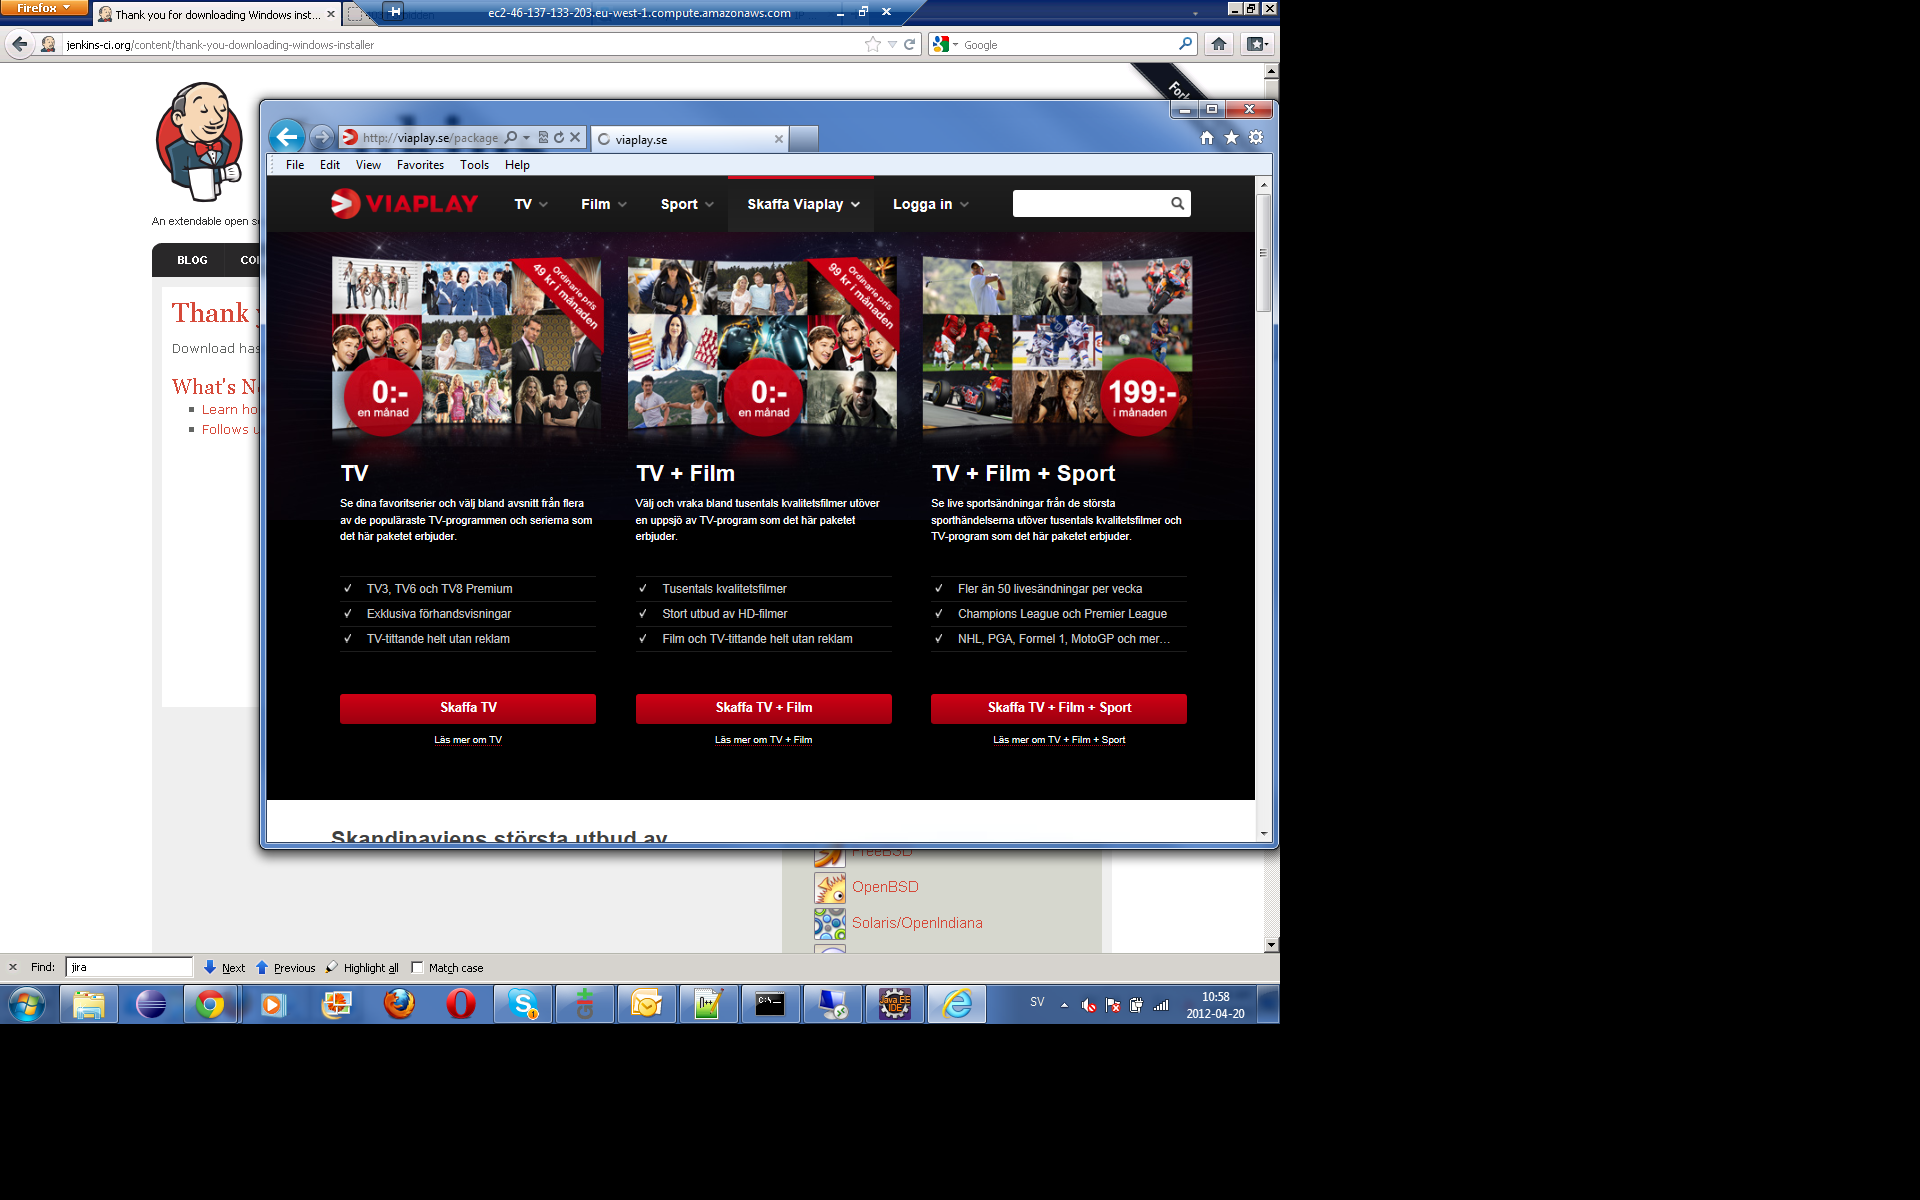 Firefox
Thank you for downloading Windows inst...
ec2-46-137-133-203.eu-west-1.compute.amazonaws.com
jenkins-ci.org/content/thank-you-downloading-windows-installer
Google
http://viaplay.se/package
viaplay.se
File Edit View Favorites Tools Help
An extendable open s
BLOG
Thank y
Download has
What's Ne
Learn ho
Follows u
VIAPLAY
TV
Film
Sport
Skaffa Viaplay
Logga in
Ordinarie pris
49 kr i månaden
0:-
en månad
TV
Se dina favoritserier och välj bland avsnitt från flera
av de populäraste TV-programmen och serierna som
det här paketet erbjuder.
TV3, TV6 och TV8 Premium
Exklusiva förhandsvisningar
TV-tittande helt utan reklam
Skaffa TV
Läs mer om TV
Ordinarie pris
99 kr i månaden
0:-
en månad
TV + Film
Välj och vraka bland tusentals kvalitetsfilmer utöver
en uppsjö av TV-program som det här paketet
erbjuder.
Tusentals kvalitetsfilmer
Stort utbud av HD-filmer
Film och TV-tittande helt utan reklam
Skaffa TV + Film
Läs mer om TV + Film
199:-
i månaden
TV + Film + Sport
Se live sportsändningar från de största
sporthändelserna utöver tusentals kvalitetsfilmer och
TV-program som det här paketet erbjuder.
Fler än 50 livesändningar per vecka
Champions League och Premier League
NHL, PGA, Formel 1, MotoGP och mer...
Skaffa TV + Film + Sport
Läs mer om TV + Film + Sport
Skandinaviens största utbud av
FreeBSD
OpenBSD
Solaris/OpenIndiana
Find: jira Next Previous Highlight all Match case
SV
10:58
2012-04-20